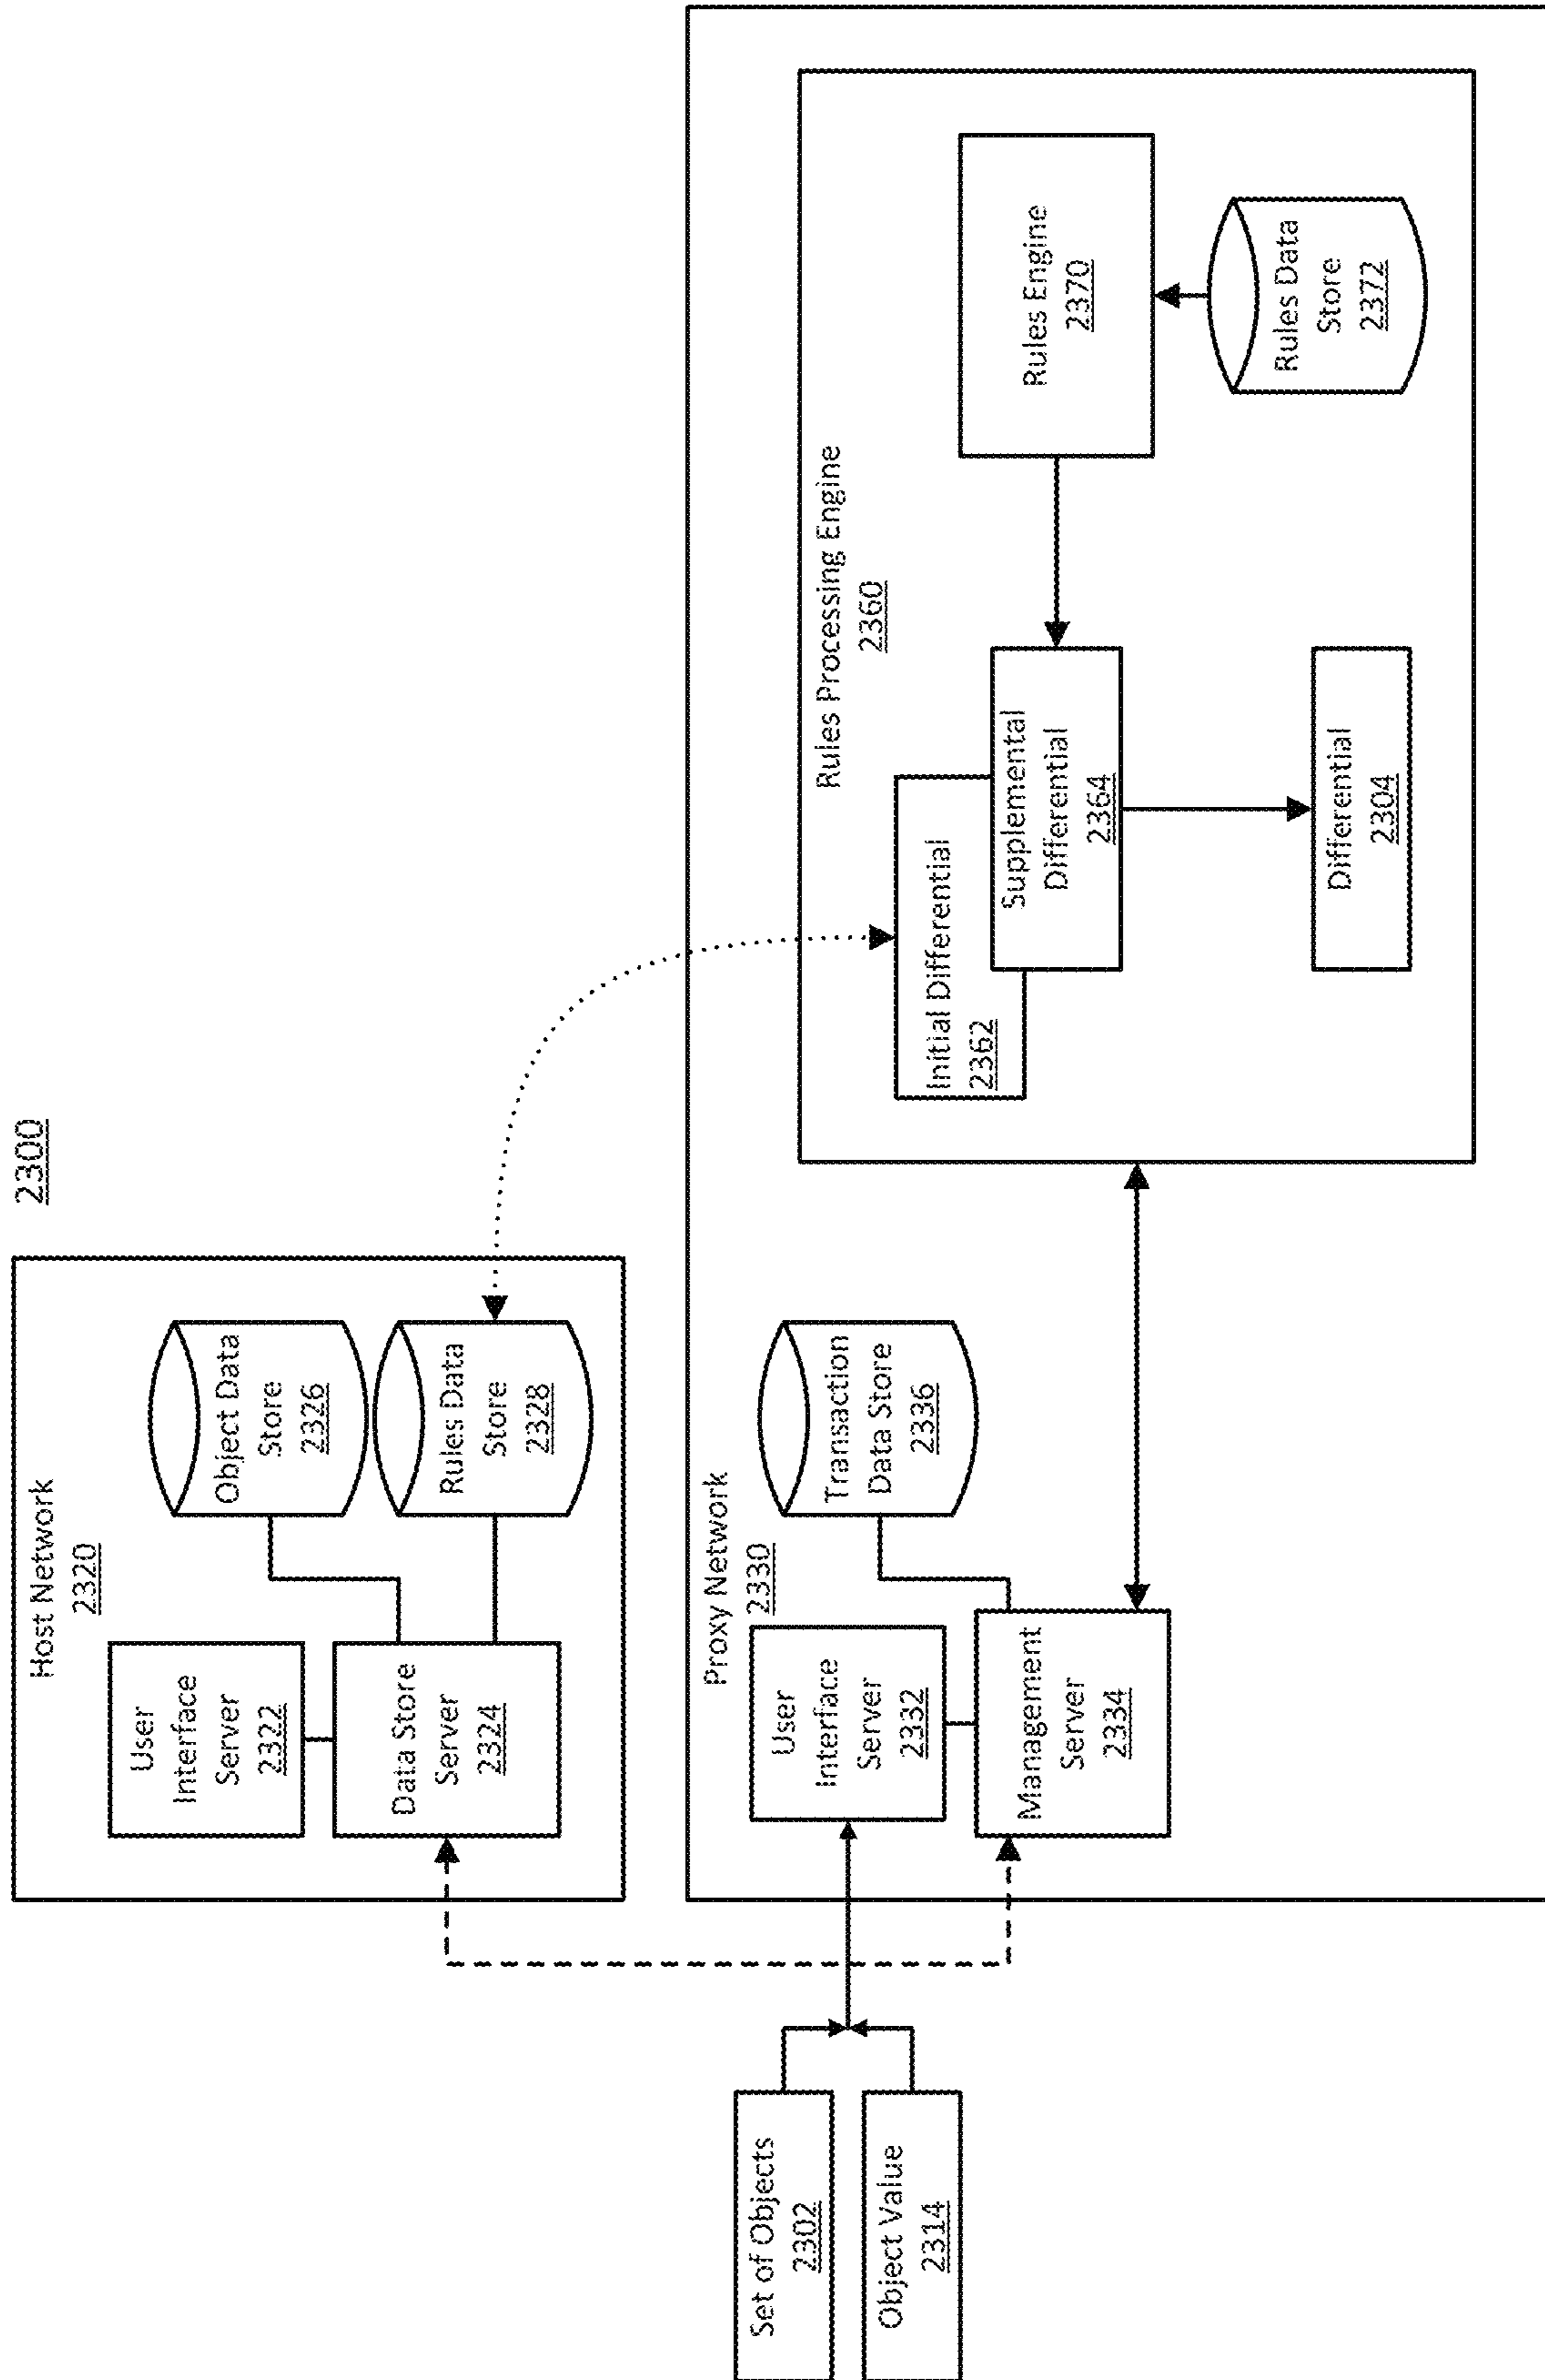 2300
Host Network
2320
User
Interface
Server
2322
Data Store
Server
2324
Object Data
Store
2326
Rules Data
Store
2328
Set of Objects
2302
Object Value
2314
Proxy Network
2330
User
Interface
Server
2332
Management
Server
2334
Transaction
Data Store
2336
Rules Processing Engine
2360
Initial Differential
2362
Supplemental
Differential
2364
Differential
2304
Rules Engine
2370
Rules Data
Store
2372